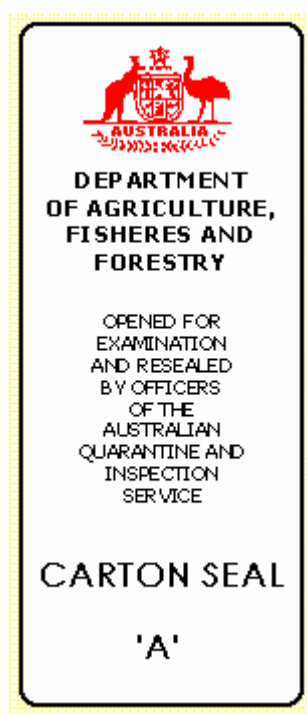 AUSTRALIA
DEPARTMENT
OF AGRICULTURE,
FISHERES AND
FORESTRY
OPENED FOR
EXAMINATION
AND RESEALED
BY OFFICERS
OF THE
AUSTRALIAN
QUARANTINE AND
INSPECTION
SERVICE
CARTON SEAL
'A'